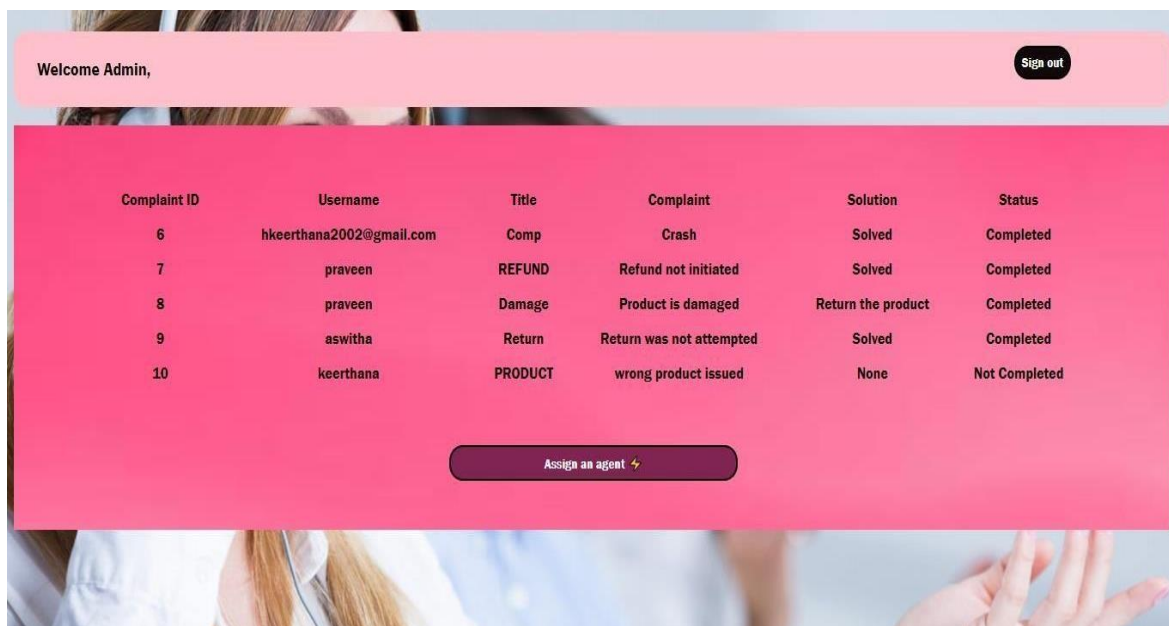 Welcome Admin,
Sign out
Complaint ID Username Title Complaint Solution Status
6 hkeerthana2002@gmail.com Comp Crash Solved Completed
7 praveen REFUND Refund not initiated Solved Completed
8 praveen Damage Product is damaged Return the product Completed
9 aswitha Return Return was not attempted Solved Completed
10 keerthana PRODUCT wrong product issued None Not Completed
Assign an agent ⚡